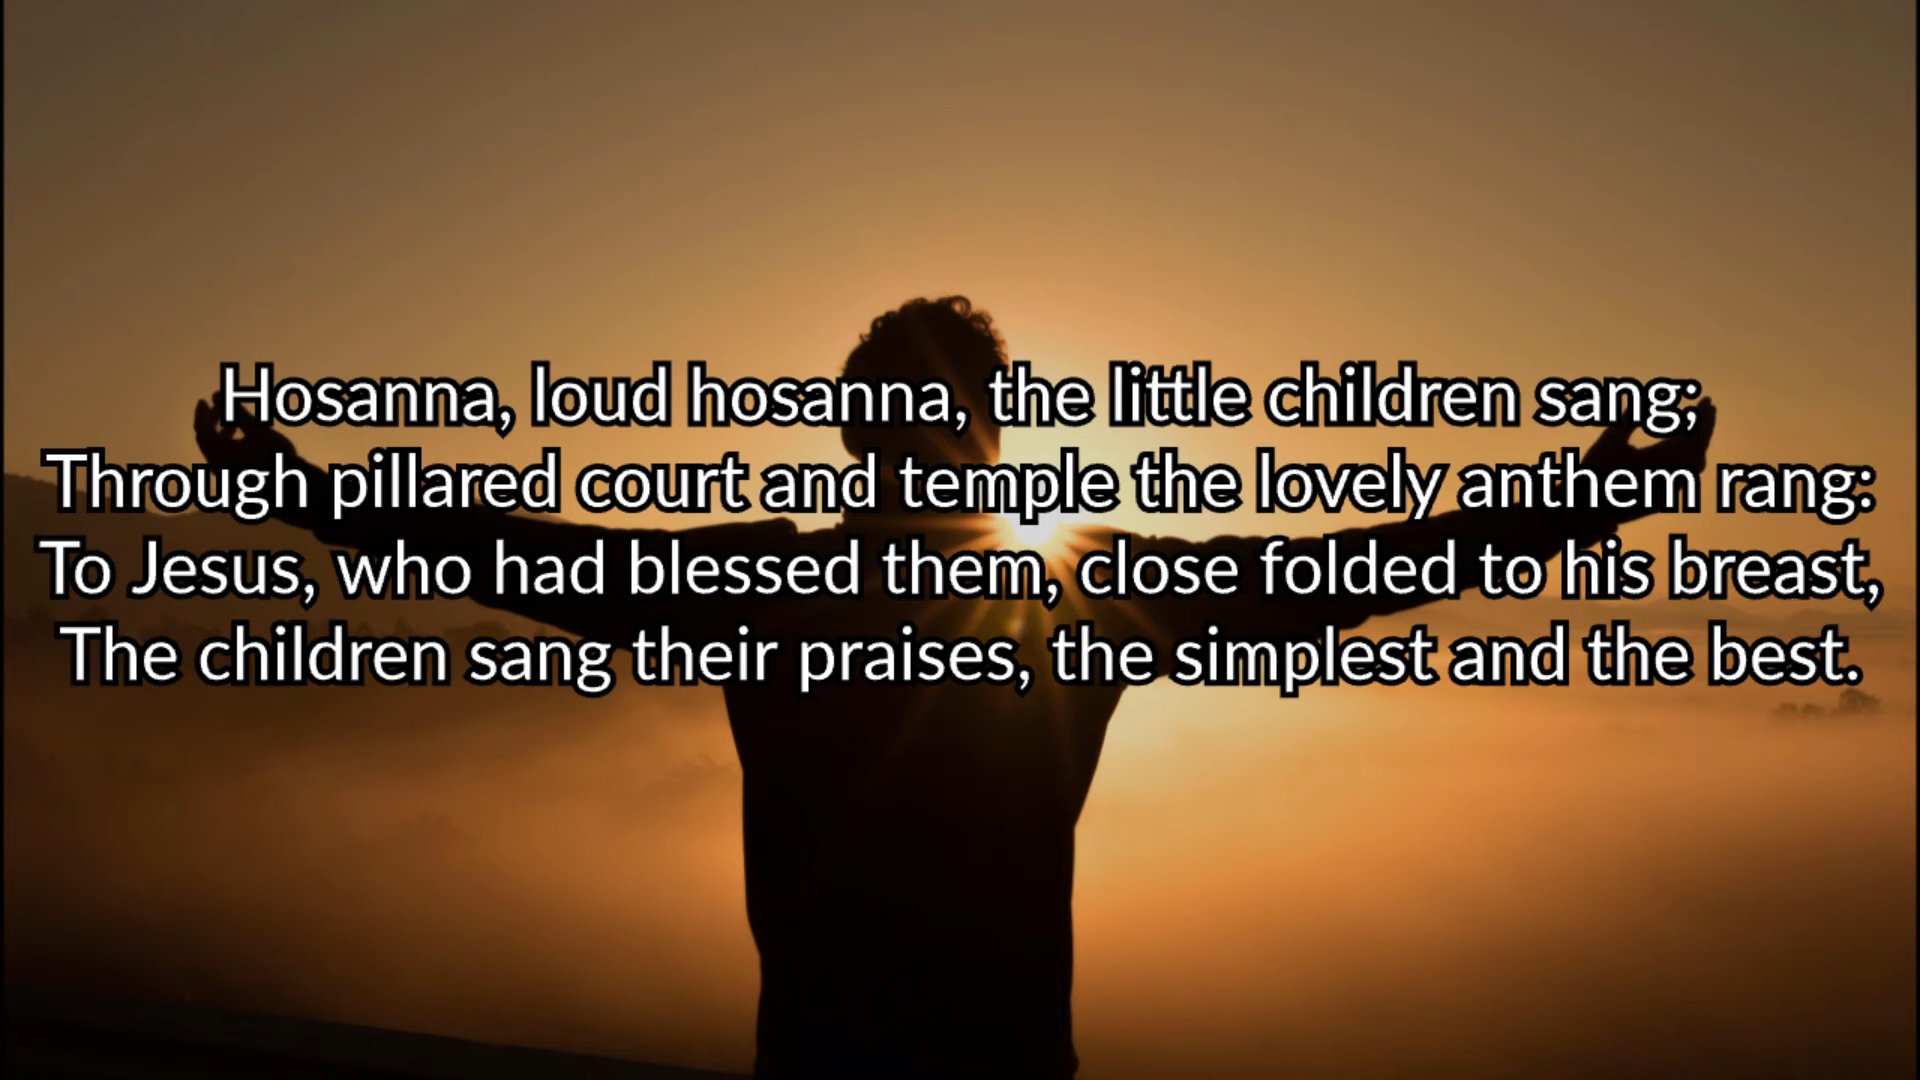 Hosanna, loud hosanna, the little children sang;
Through pillared court and temple the lovely anthem rang:
To Jesus, who had blessed them, close folded to his breast,
The children sang their praises, the simplest and the best.